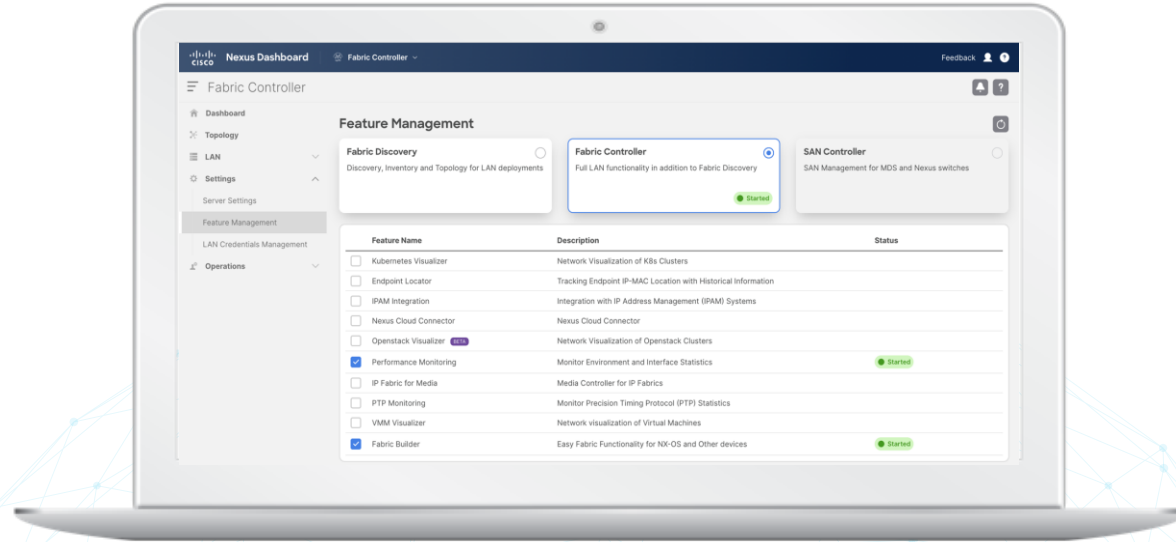 CISCO Nexus Dashboard Fabric Controller Feedback ?
Fabric Controller ?
Dashboard
Topology
LAN
Settings
Server Settings
Feature Management
LAN Credentials Management
Operations
Feature Management
Fabric Discovery
Discovery, Inventory and Topology for LAN deployments
Fabric Controller
Full LAN functionality in addition to Fabric Discovery
Started
SAN Controller
SAN Management for MDS and Nexus switches
Feature Name Description Status
Kubernetes Visualizer Network Visualization of K8s Clusters
Endpoint Locator Tracking Endpoint IP-MAC Location with Historical Information
IPAM Integration Integration with IP Address Management (IPAM) Systems
Nexus Cloud Connector Nexus Cloud Connector
Openstack Visualizer BETA Network Visualization of Openstack Clusters
Performance Monitoring Monitor Environment and Interface Statistics Started
IP Fabric for Media Media Controller for IP Fabrics
PTP Monitoring Monitor Precision Timing Protocol (PTP) Statistics
VMM Visualizer Network visualization of Virtual Machines
Fabric Builder Easy Fabric Functionality for NX-OS and Other devices Started